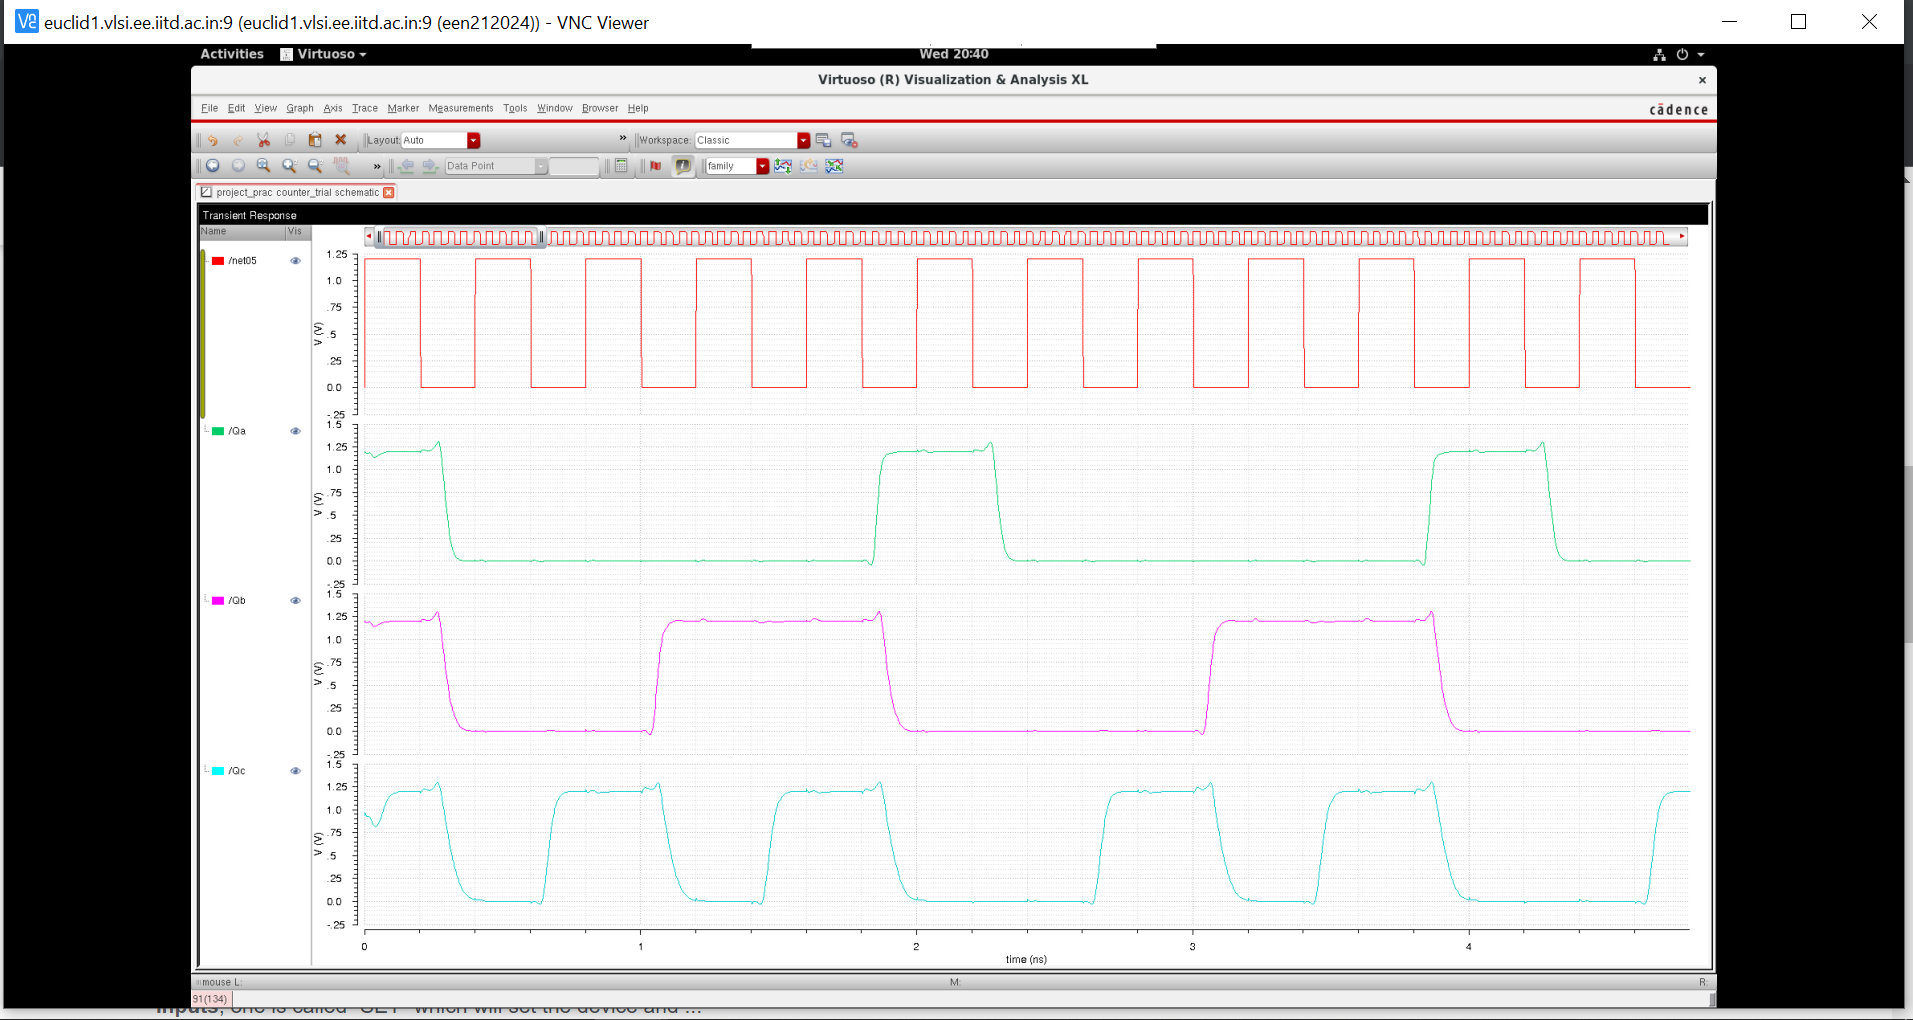 euclid1.vlsi.ee.iitd.ac.in:9 (euclid1.vlsi.ee.iitd.ac.in:9 (een212024)) - VNC Viewer
Activities Virtuoso Wed 20:40
Virtuoso (R) Visualization & Analysis XL
File Edit View Graph Axis Trace Marker Measurements Tools Window Browser Help cādence
Layout: Auto » Workspace: Classic
» Data Point family
project_prac counter_trial schematic
Transient Response
Name Vis
/net05
1.25
1.0
.75
.5
.25
0.0
-.25
V (V)
/Qa
1.5
1.25
1.0
.75
.5
.25
0.0
-.25
V (V)
/Qb
1.5
1.25
1.0
.75
.5
.25
0.0
-.25
V (V)
/Qc
1.5
1.25
1.0
.75
.5
.25
0.0
-.25
V (V)
0 1 2 3 4
time (ns)
mouse L: M: R:
91(134)